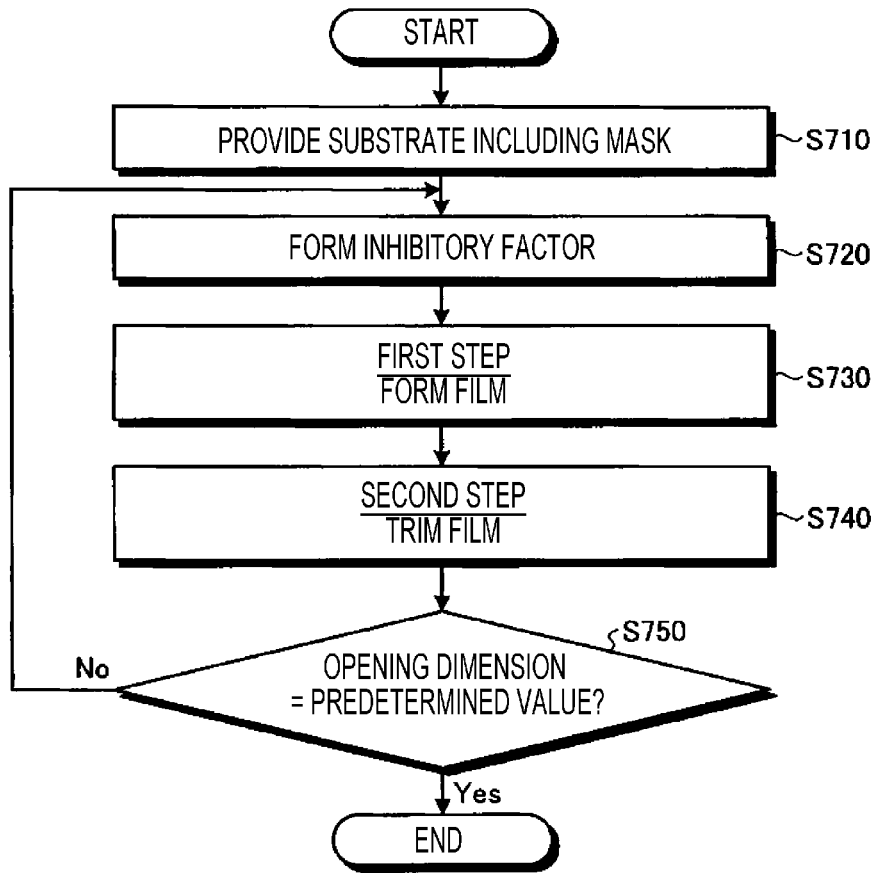 START
PROVIDE SUBSTRATE INCLUDING MASK
S710
FORM INHIBITORY FACTOR
S720
FIRST STEP
FORM FILM
S730
SECOND STEP
TRIM FILM
S740
S750
OPENING DIMENSION
= PREDETERMINED VALUE?
No
Yes
END